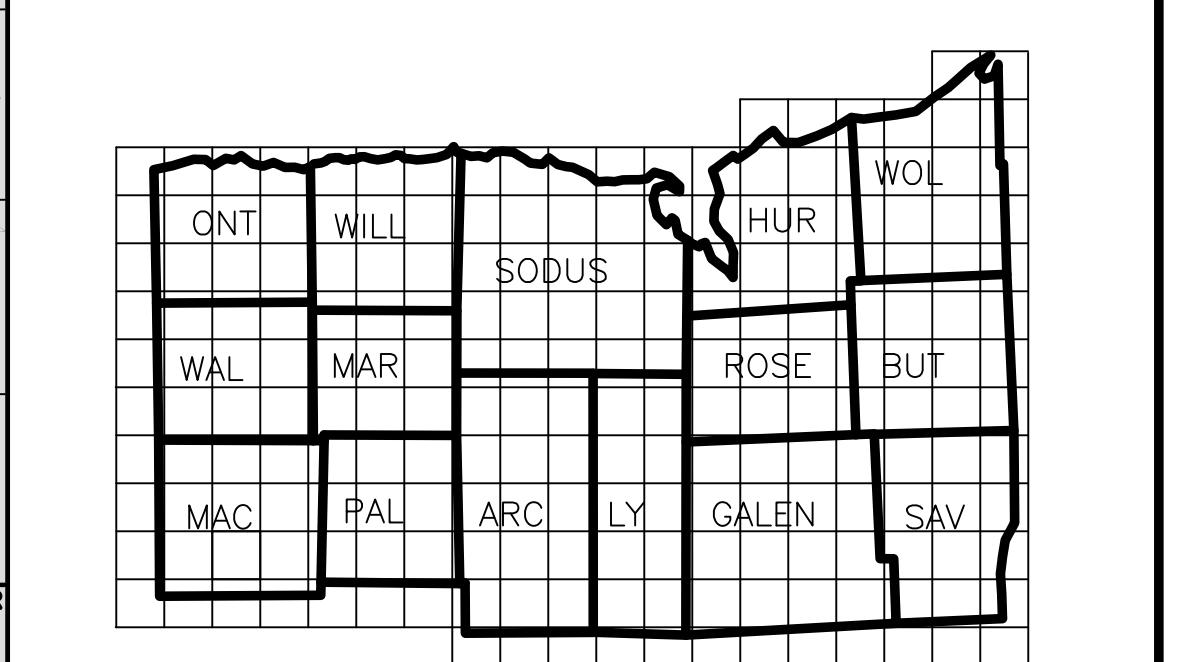 WOL
ONT
WILL
HUR
SODUS
WAL
MAR
ROSE
BUT
MAC
PAL
ARC
LY
GALEN
SAV